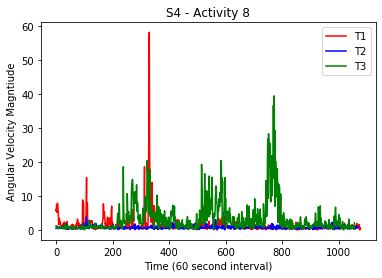 S4 - Activity 8
T1
T2
T3
Angular Velocity Magntiude
60
50
40
30
20
10
0
0
200
400
600
800
1000
Time (60 second interval)